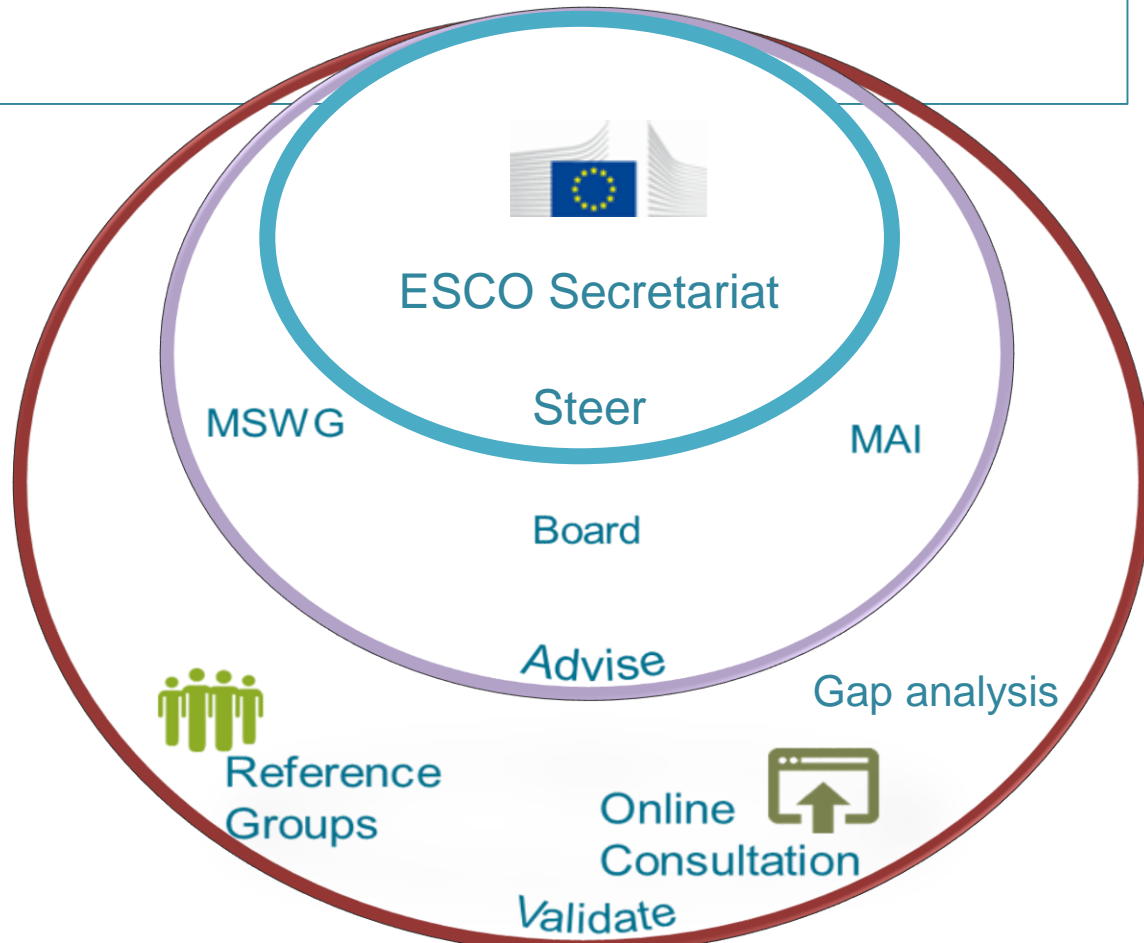 ESCO Secretariat
Steer
MSWG
MAI
Board
Advise
Gap analysis
Reference
Groups
Online
Consultation
Validate